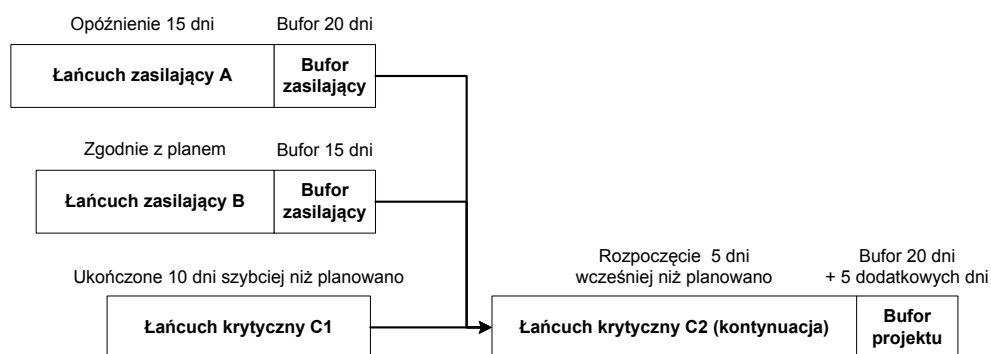 Opóźnienie 15 dni
Bufor 20 dni
Łańcuch zasilający A
Bufor
zasilający
Zgodnie z planem
Bufor 15 dni
Łańcuch zasilający B
Bufor
zasilający
Ukończone 10 dni szybciej niż planowano
Łańcuch krytyczny C1
Rozpoczęcie  5 dni
wcześniej niż planowano
Bufor 20 dni
+ 5 dodatkowych dni
Łańcuch krytyczny C2 (kontynuacja)
Bufor
projektu